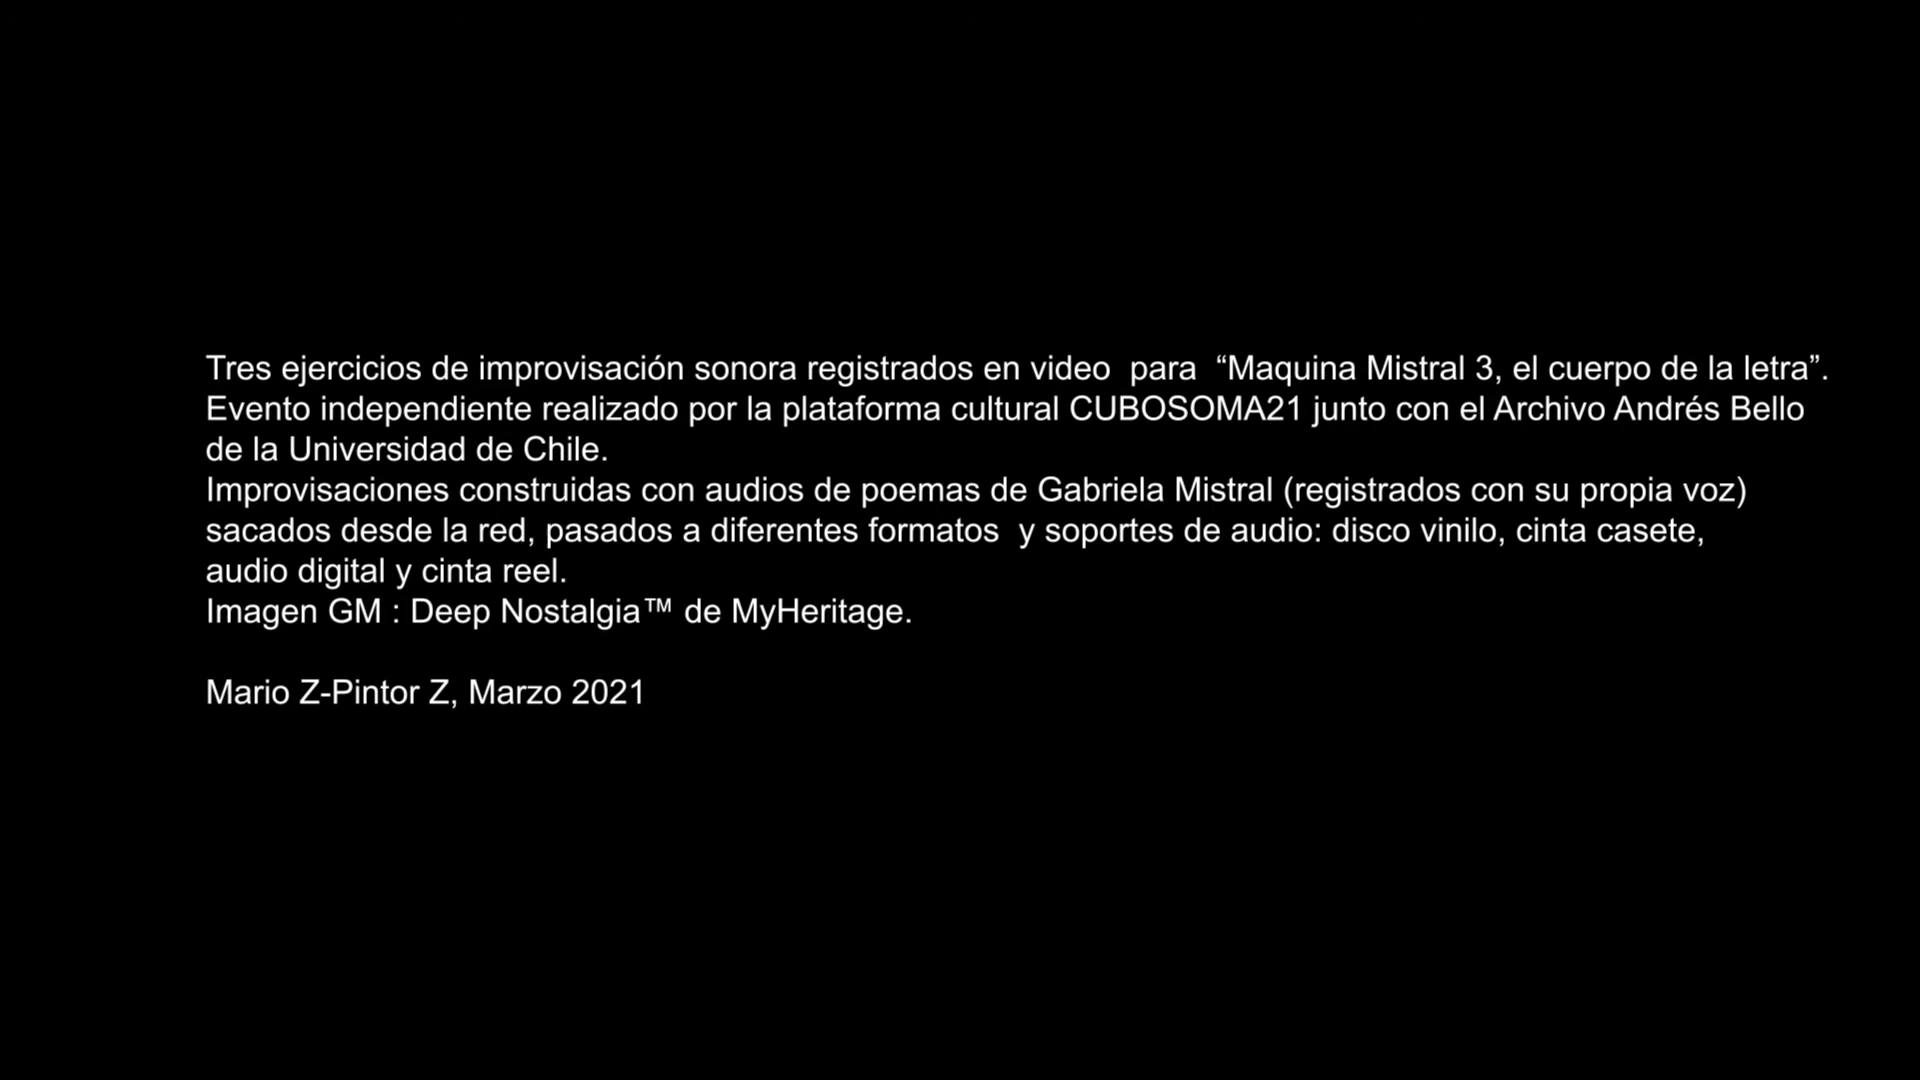 Tres ejercicios de improvisación sonora registrados en video  para  “Maquina Mistral 3, el cuerpo de la letra”.
Evento independiente realizado por la plataforma cultural CUBOSOMA21 junto con el Archivo Andrés Bello
de la Universidad de Chile.
Improvisaciones construidas con audios de poemas de Gabriela Mistral (registrados con su propia voz)
sacados desde la red, pasados a diferentes formatos  y soportes de audio: disco vinilo, cinta casete,
audio digital y cinta reel.
Imagen GM : Deep Nostalgia™ de MyHeritage.
Mario Z-Pintor Z, Marzo 2021